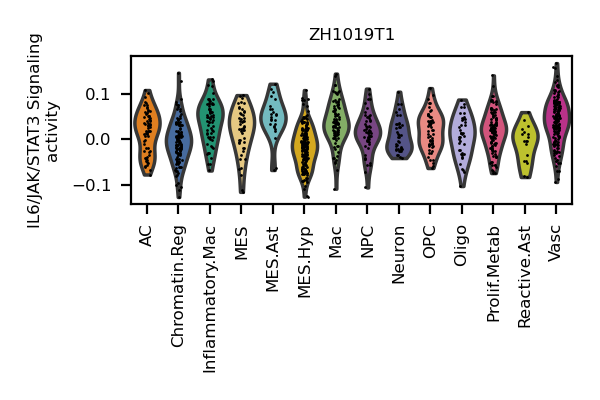 ZH1019T1
IL6/JAK/STAT3 Signaling
activity
0.1
0.0
−0.1
AC
Chromatin.Reg
Inflammatory.Mac
MES
MES.Ast
MES.Hyp
Mac
NPC
Neuron
OPC
Oligo
Prolif.Metab
Reactive.Ast
Vasc